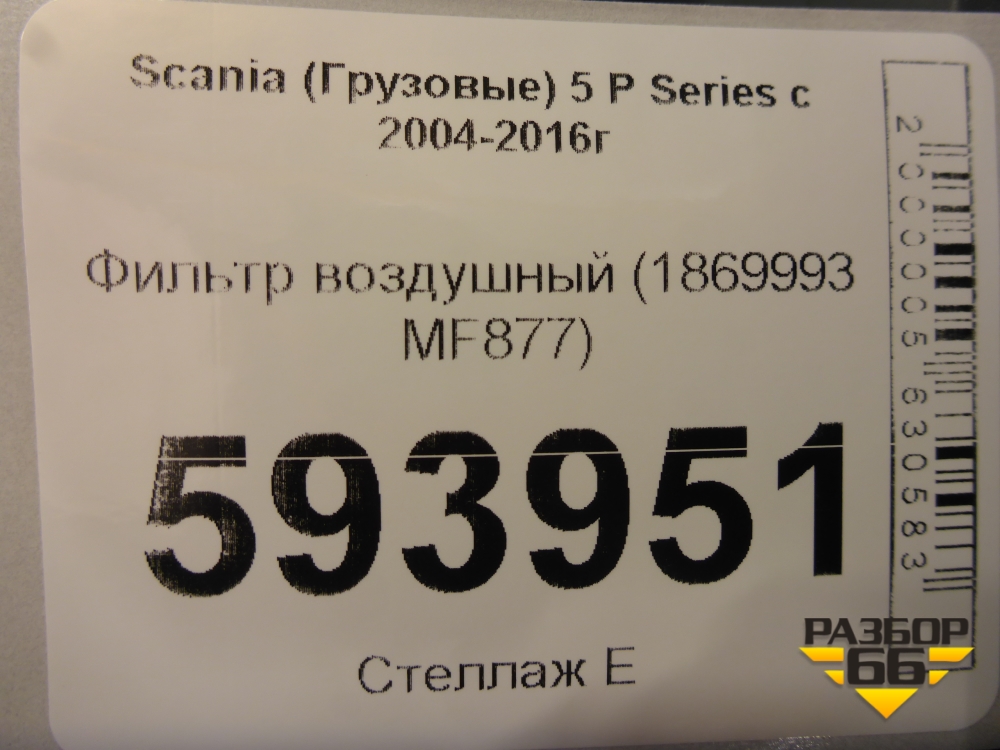 Scania (Грузовые) 5 P Series с
2004-2016г
Фильтр воздушный (1869993
MF877)
593951
Стеллаж Е
2000005630583
РАЗБОР
66